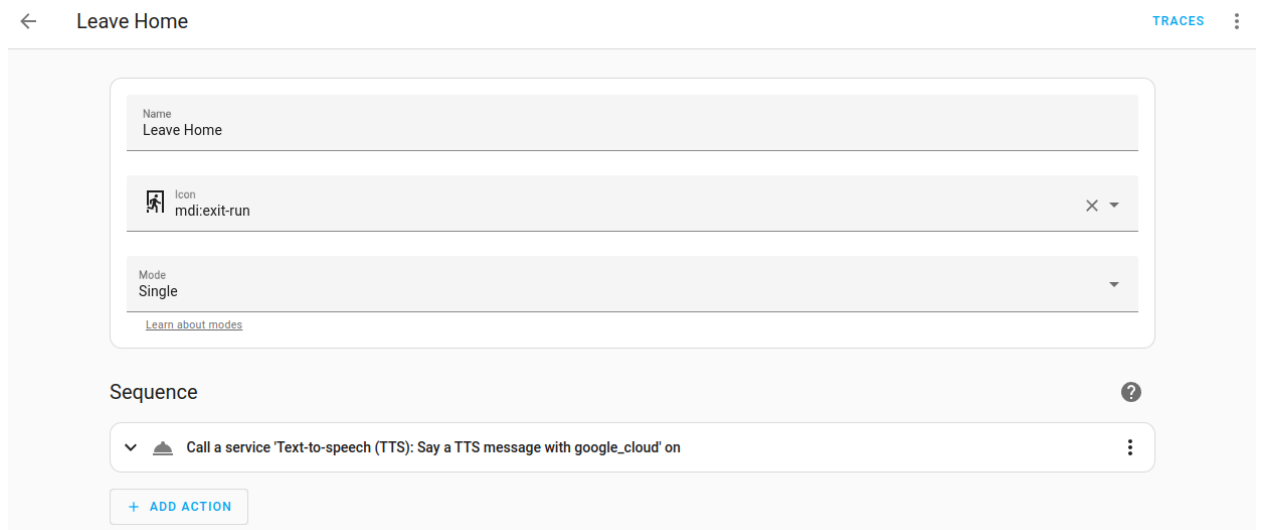 Leave Home
TRACES
Name
Leave Home
Icon
mdi:exit-run
Mode
Single
Learn about modes
Sequence
Call a service 'Text-to-speech (TTS): Say a TTS message with google_cloud' on
+ ADD ACTION